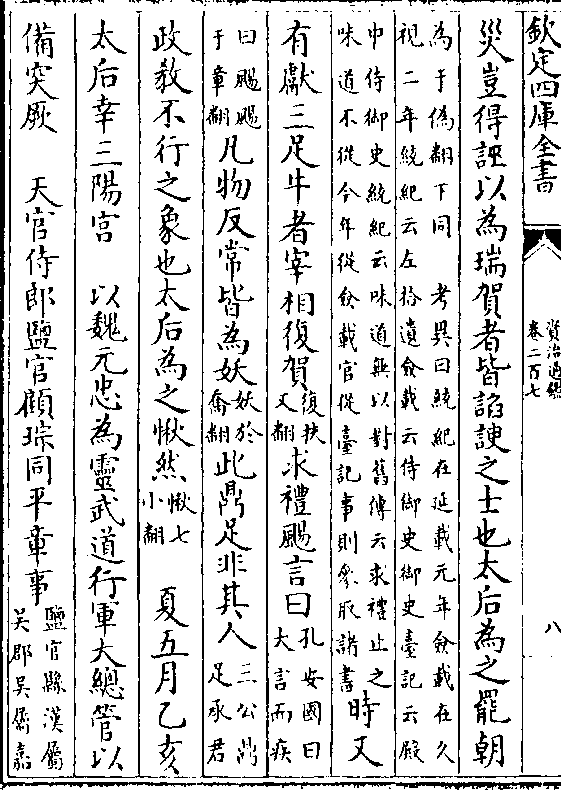 欽定四庫全書
資治通鑑
卷二百七
八
災豈得誣以為瑞賀者皆諂諛之士也太后為之罷朝
為于偽翻下同 考異曰統紀在延載元年僉載在久
視二年統紀云左拾遺僉載云侍御史御史臺記云殿
中侍御史統紀云味道無以對舊傳云求禮止之
味道不從今年從僉載官從臺記事則參取諸書
時又
有獻三足牛者宰相復賀
復扶
又翻
求禮颺言曰
孔安國曰
大言而疾
曰颺颺
于章翻
凡物反常皆為妖
妖於
喬翻
此鼎足非其人
三公鼎
足承君
政教不行之象也太后為之愀然
愀七
小翻
夏五月乙亥
太后幸三陽宮 以魏元忠為靈武道行軍大總管以
備突厥 天官侍郎鹽官顧琮同平章事
鹽官縣漢屬
吳郡吳屬嘉